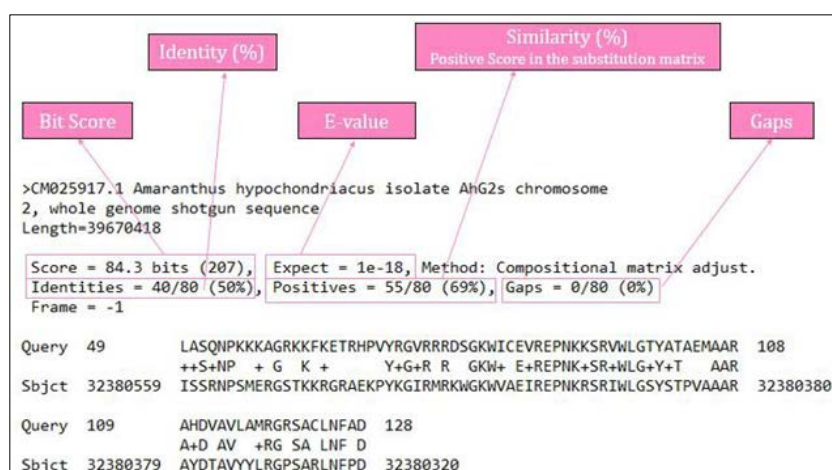 Identity (%)
Similarity (%)
Positive Score in the substitution matrix
Bit Score
E-value
Gaps
>CM025917.1 Amaranthus hypochondriacus isolate AhG2s chromosome
2, whole genome shotgun sequence
Length=39670418
Score = 84.3 bits (207), Expect = 1e-18, Method: Compositional matrix adjust.
Identities = 40/80 (50%), Positives = 55/80 (69%), Gaps = 0/80 (0%)
Frame = -1
Query 49 LASQNPKKKAGRKKFKETRHPVYRGVRRRDSGKWICEVREPNKKSRVWLGTYATAEMAAR 108
++S+NP + G K + Y+G+R R GKW+ E+REPNK+SR+WLG+Y+T AAR
Sbjct 32380559 ISSRNPSMERGSTKKRGRAEKPYKGIRMRKWGKWVAEIREPNKRSRIWLGSYSTPVAAAR 32380380
Query 109 AHDVAVLAMRGRSACLNFAD 128
A+D AV +RG SA LNF D
Sbjct 32380379 AYDTAVYYLRGPSARLNFPD 32380320